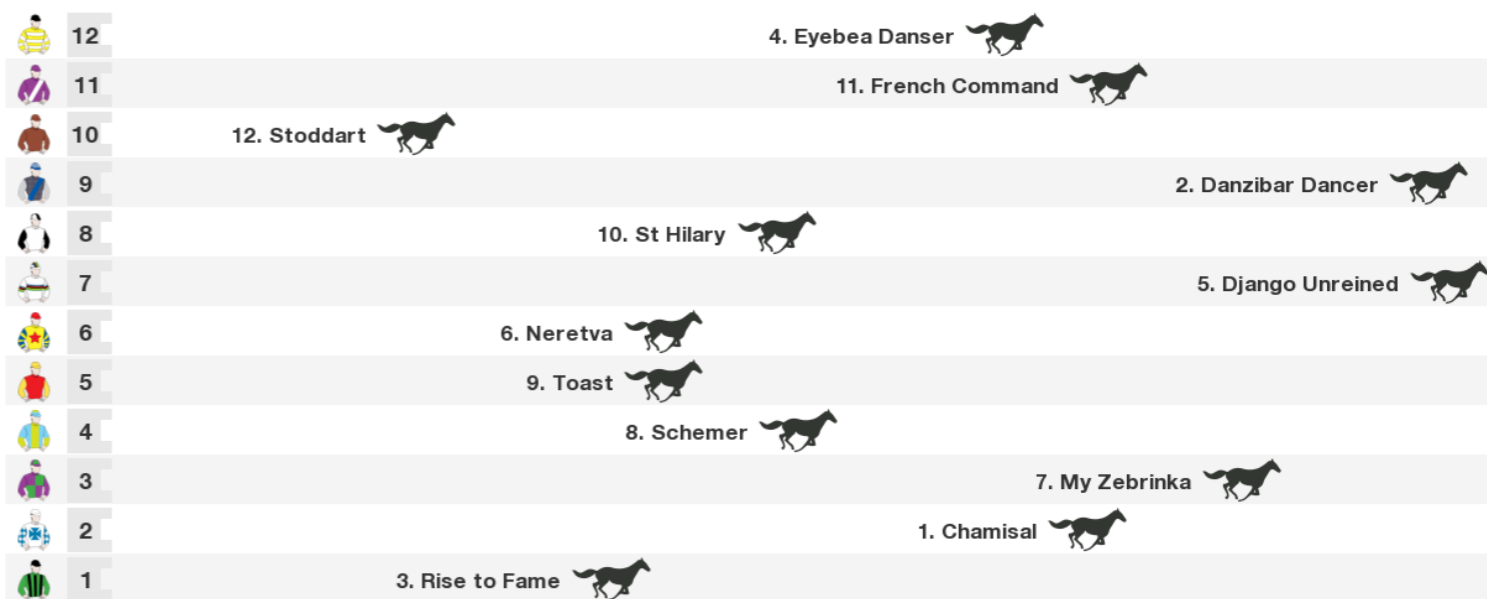 12 4. Eyebea Danser
11 11. French Command
10 12. Stoddart
9 2. Danzibar Dancer
8 10. St Hilary
7 5. Django Unreined
6 6. Neretva
5 9. Toast
4 8. Schemer
3 7. My Zebrinka
2 1. Chamisal
1 3. Rise to Fame